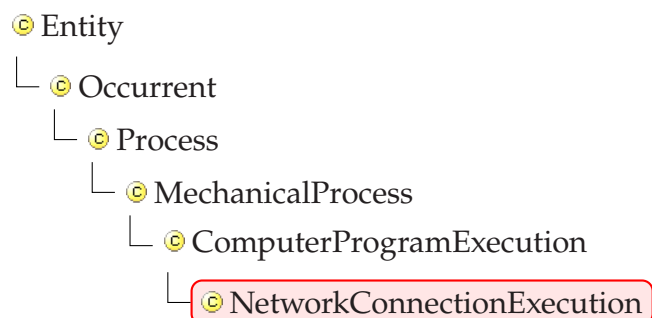 Entity
Occurrent
Process
MechanicalProcess
ComputerProgramExecution
NetworkConnectionExecution